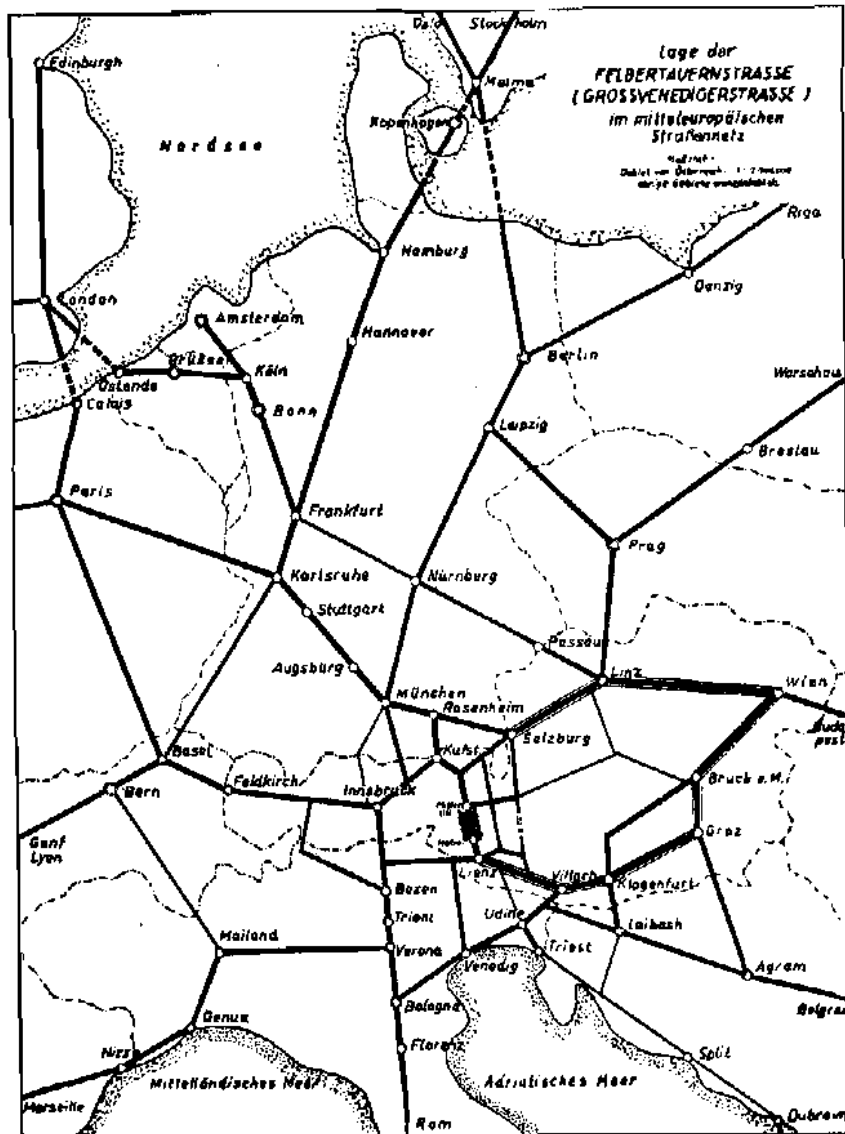 Stockholm
Edinburgh
Lage der
FELBERTAUERNSTRASSE
(GROSSVENEDIGERSTRASSE)
im mitteleuropäischen
Straßennetz
Nordsee
Kopenhagen
Riga
Hamburg
Danzig
London
Amsterdam
Hannover
Berlin
Brüssel
Köln
Ostende
Warschau
Calais
Bonn
Leipzig
Breslau
Paris
Frankfurt
Prag
Karlsruhe
Nürnberg
Stuttgart
Passau
Augsburg
Linz
Wien
München
Rosenheim
Salzburg
Buda
pest
Basel
Kufst.
Bern
Feldkirch
Innsbruck
Bruck a.M.
Genf
Lyon
Graz
Lienz
Villach
Klagenfurt
Bozen
Trient
Udine
Laibach
Mailand
Verona
Venedig
Triest
Agram
Bologna
Belgrad
Genua
Florenz
Nizza
Split
Mittelländisches Meer
Adriatisches Meer
Marseille
Rom